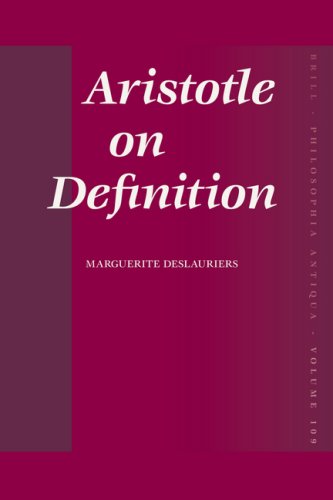 Aristotle
on
Definition
MARGUERITE DESLAURIERS
BRILL · PHILOSOPHIA ANTIQUA · VOLUME 109